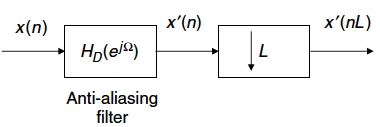 x(n)
H_D(e^{jΩ})
x′(n)
↓ L
x′(nL)
Anti-aliasing
filter